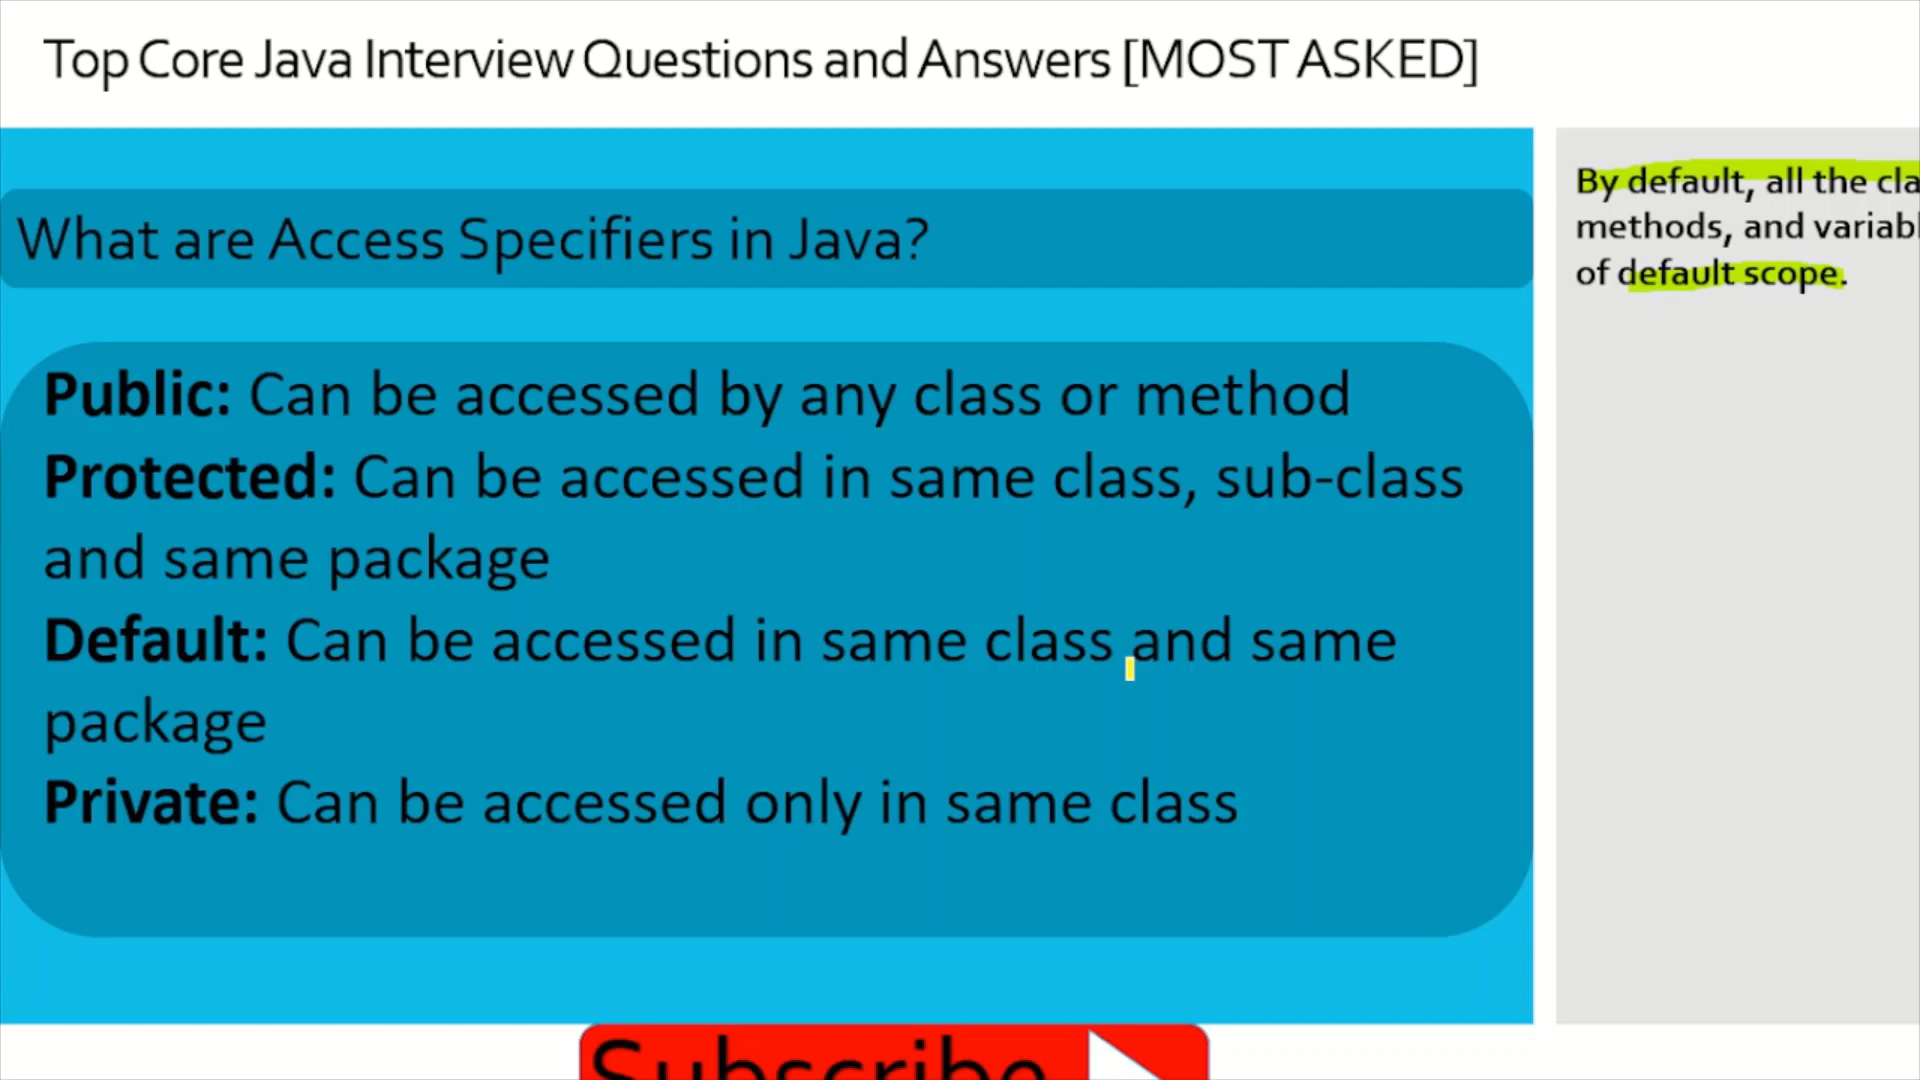 Top Core Java Interview Questions and Answers [MOST ASKED]
What are Access Specifiers in Java?
Public: Can be accessed by any class or method
Protected: Can be accessed in same class, sub-class
and same package
Default: Can be accessed in same class and same
package
Private: Can be accessed only in same class
By default, all the
methods, and
of default scope.
Subscribe